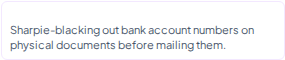 Sharpie-blacking out bank account numbers on
physical documents before mailing them.